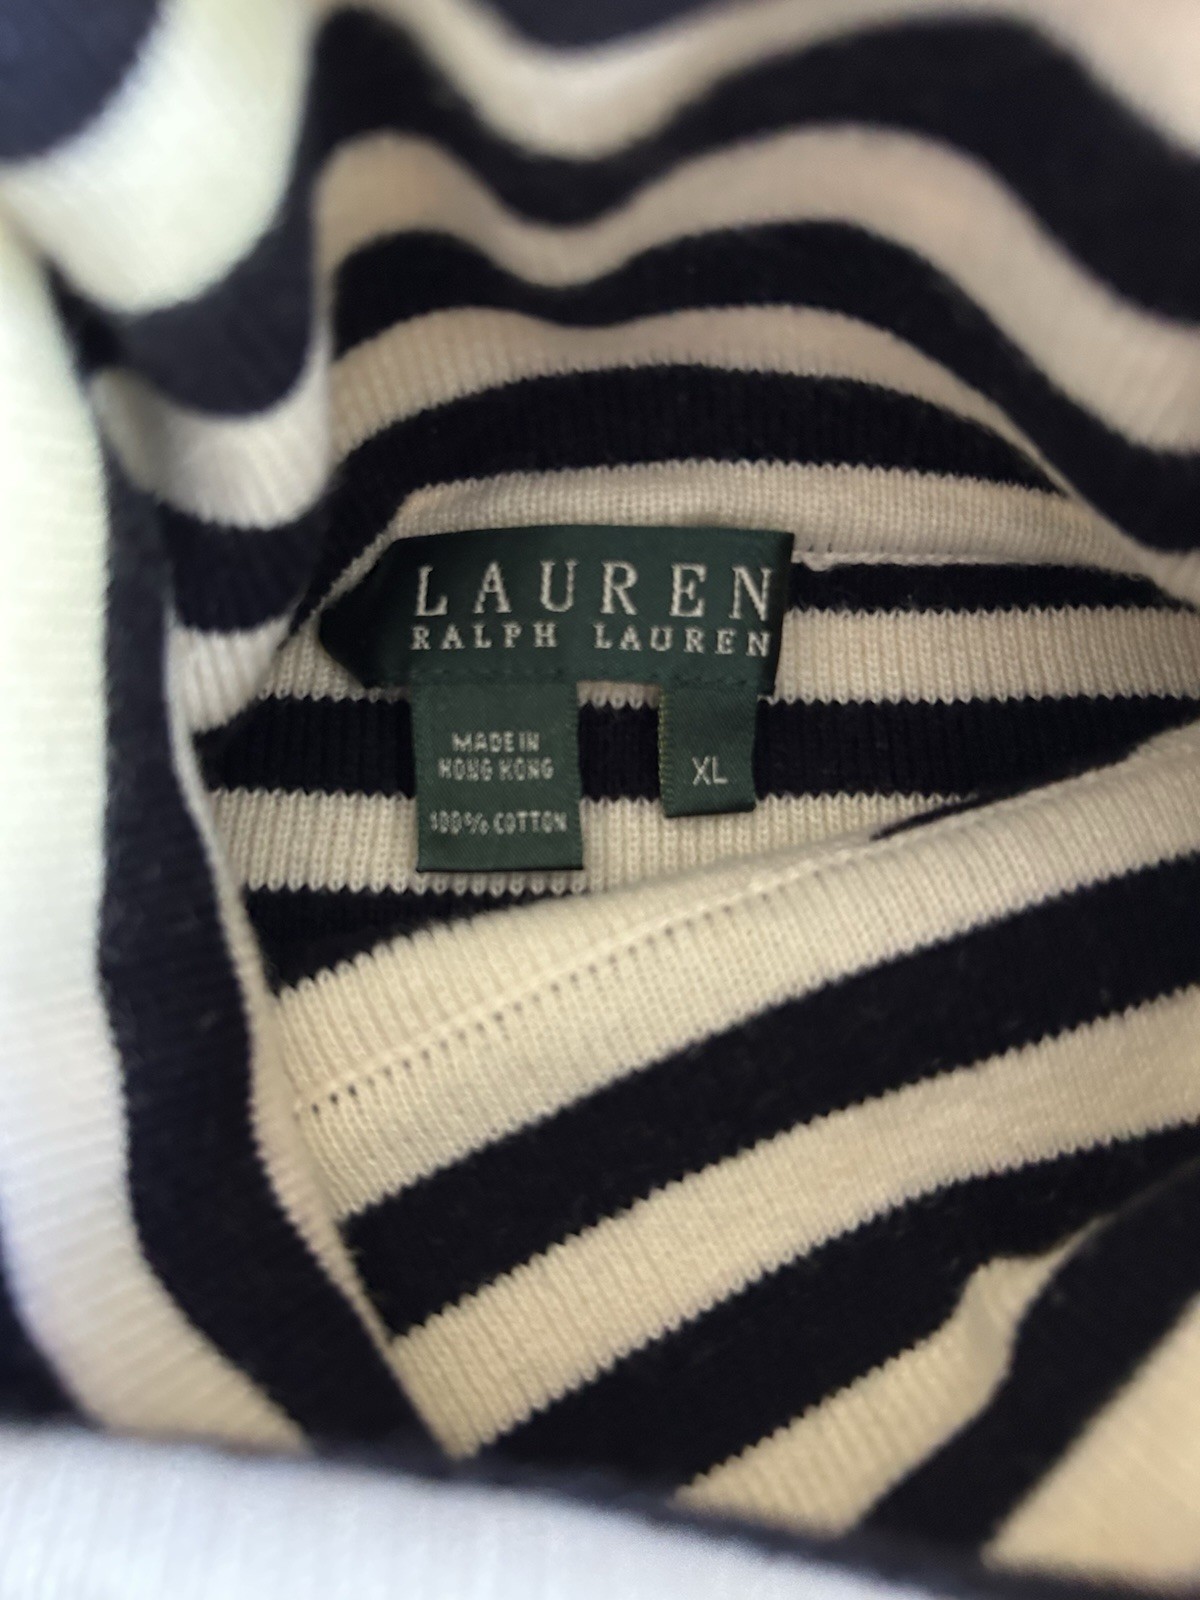 LAUREN
RALPH LAUREN
MADE IN
HONG KONG
100% COTTON
XL